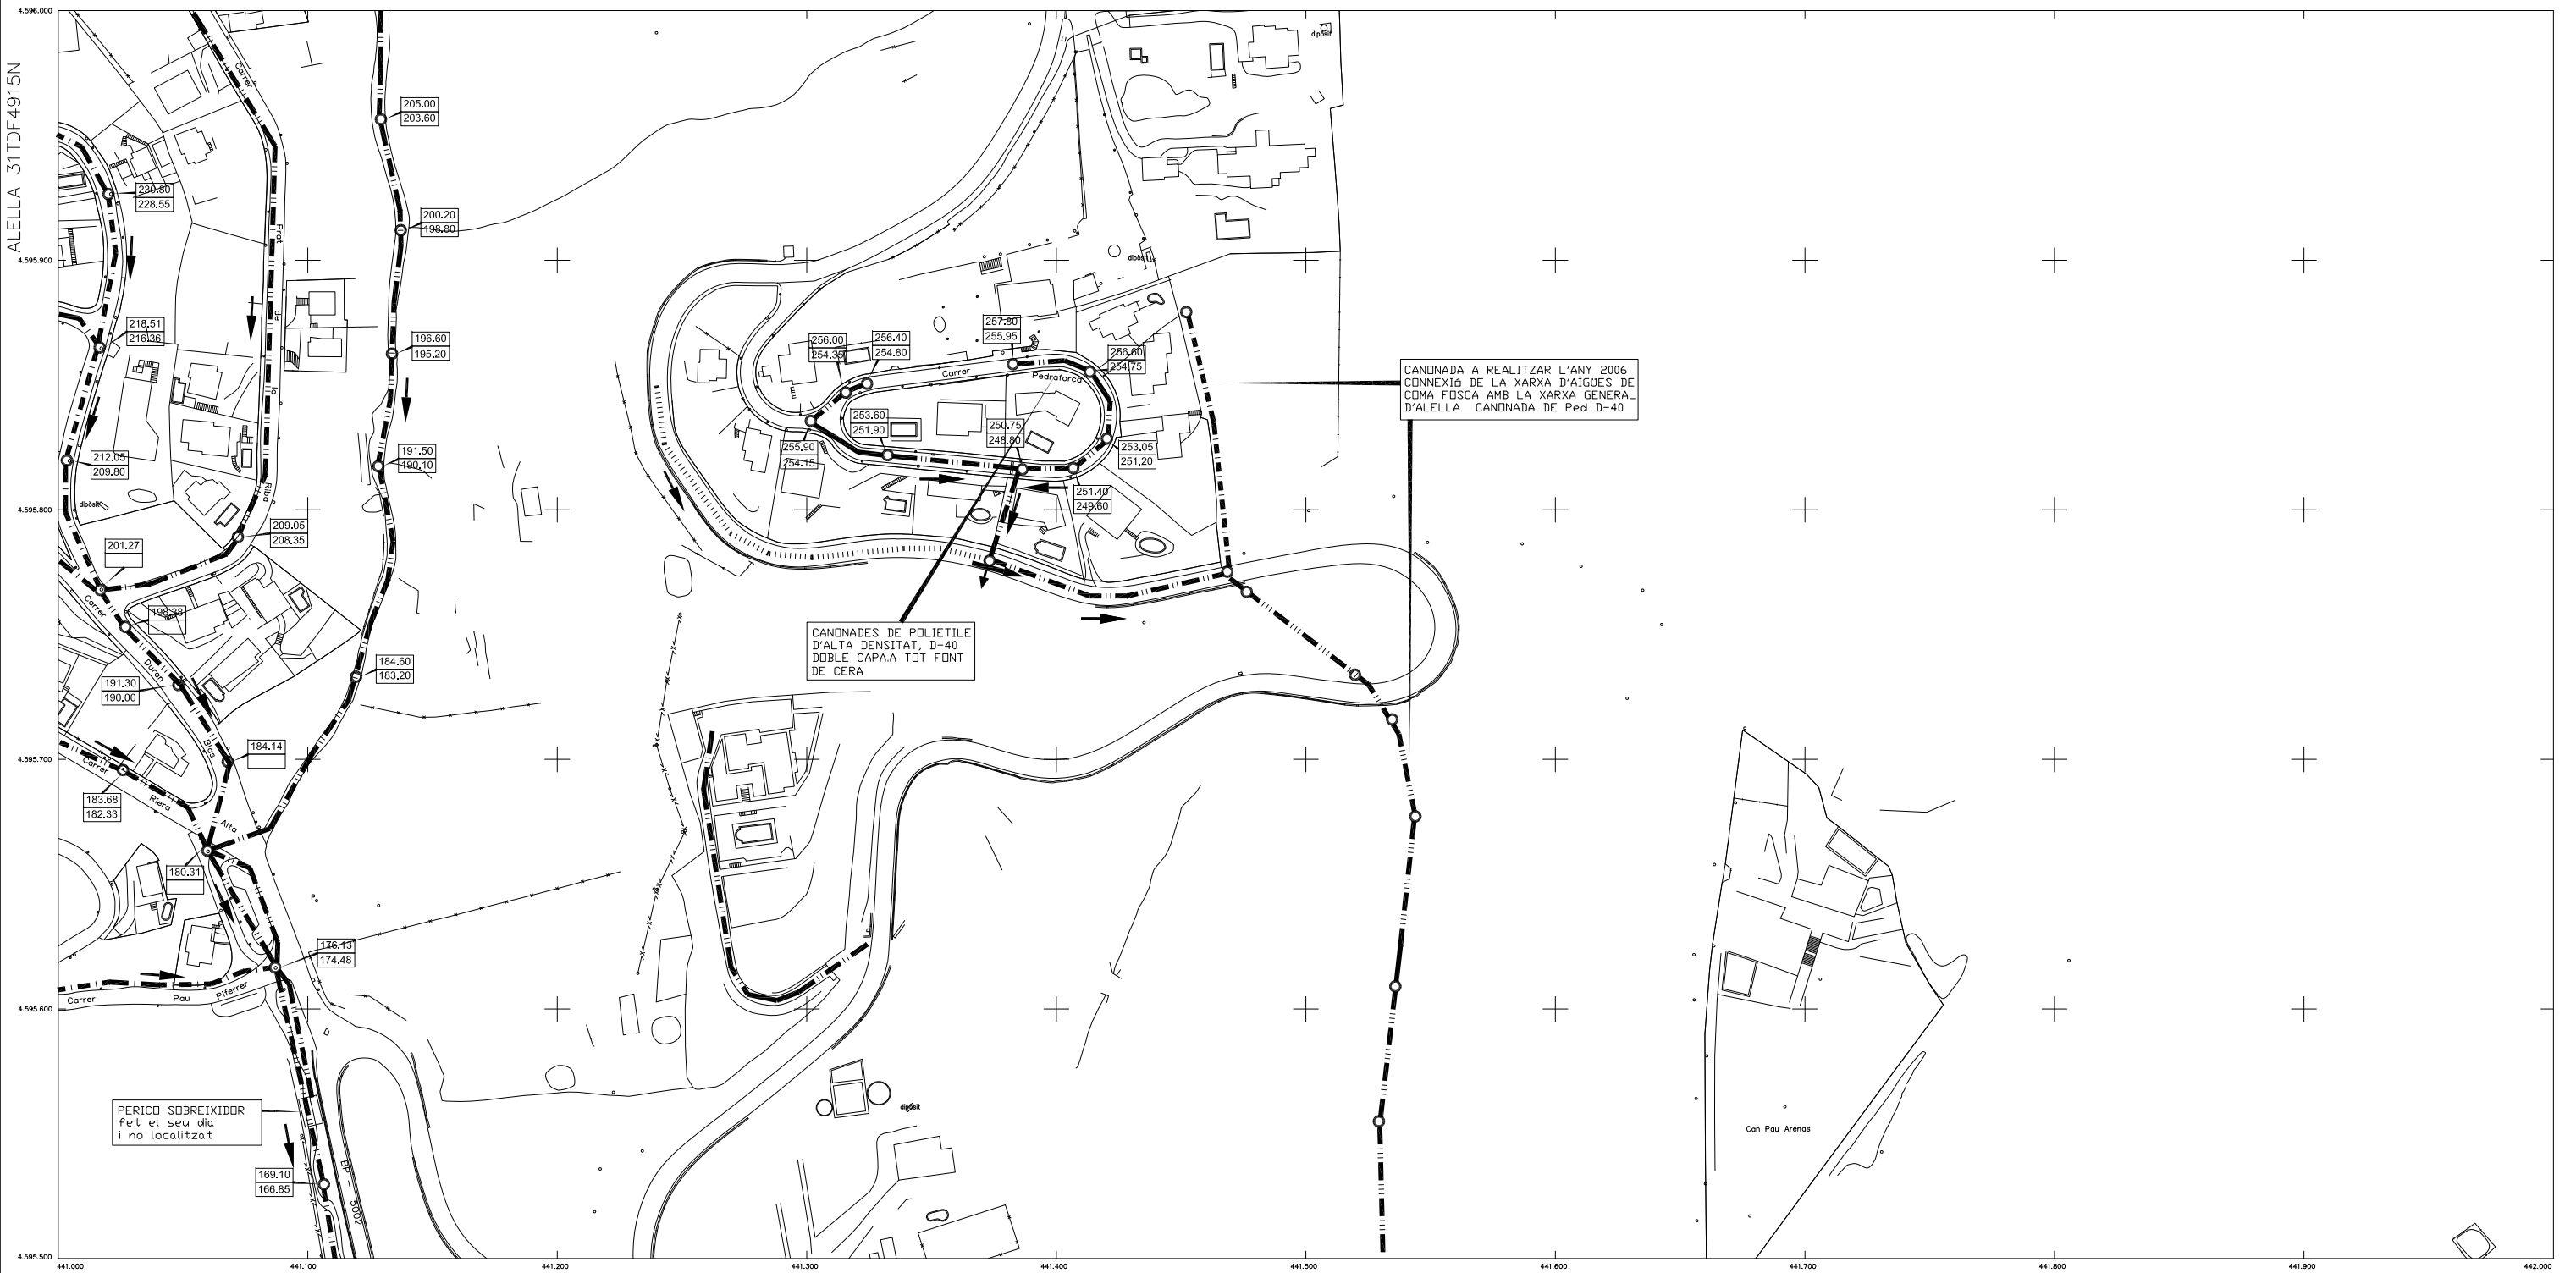 4.596.000
ALELLA 31TDF4915N
4.595.900
4.595.800
4.595.700
4.595.600
4.595.500
441.000
441.100
441.200
441.300
441.400
441.500
441.600
441.700
441.800
441.900
442.000
Carrer
Prat
de
la
Riba
205.00
203.60
230.80
228.55
200.20
198.80
218.51
216.36
196.60
195.20
212.05
209.80
191.50
190.10
dipòsit
209.05
208.35
201.27
198.38
Carrer
Duran
Blas
191.30
190.00
184.60
183.20
184.14
Carrer
Riera
Alta
183.68
182.33
180.31
176.13
174.48
Carrer
Pau
Piferrer
PERICO SOBREIXIDOR
fet el seu dia
i no localitzat
169.10
166.85
BP - 5002
dipòsit
dipòsit
256.00
254.35
256.40
254.80
257.80
255.95
256.60
254.75
Carrer
Pedraforca
253.60
251.90
250.75
248.80
255.90
254.15
253.05
251.20
251.40
249.60
CANONADA A REALITZAR L'ANY 2006
CONNEXIó DE LA XARXA D'AIGUES DE
COMA FOSCA AMB LA XARXA GENERAL
D'ALELLA CANONADA DE Ped D-40
CANONADES DE POLIETILE
D'ALTA DENSITAT, D-40
DOBLE CAPA.A TOT FONT
DE CERA
dipòsit
Can Pau Arenas